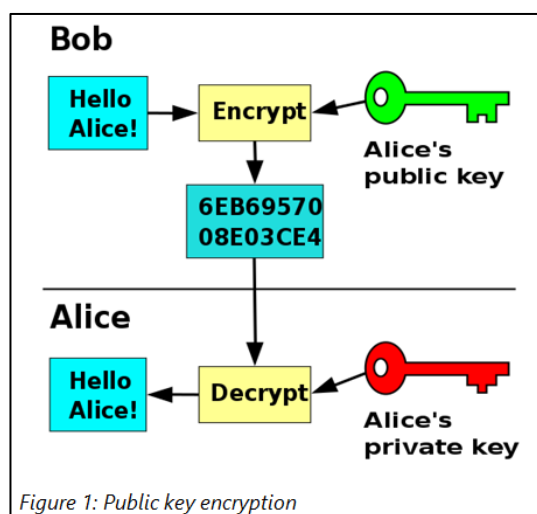 Bob
Hello
Alice!
Encrypt
Alice's
public key
6EB69570
08E03CE4
Alice
Hello
Alice!
Decrypt
Alice's
private key
Figure 1: Public key encryption